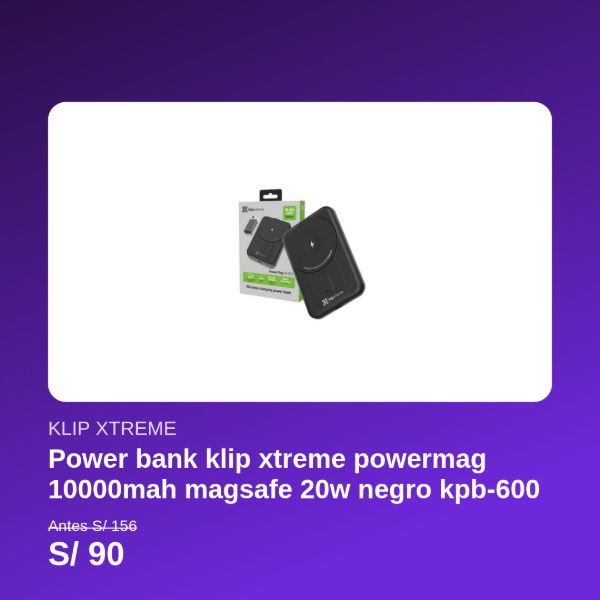 KLIP XTREME
Power bank klip xtreme powermag
10000mah magsafe 20w negro kpb-600
Antes S/ 156
S/ 90